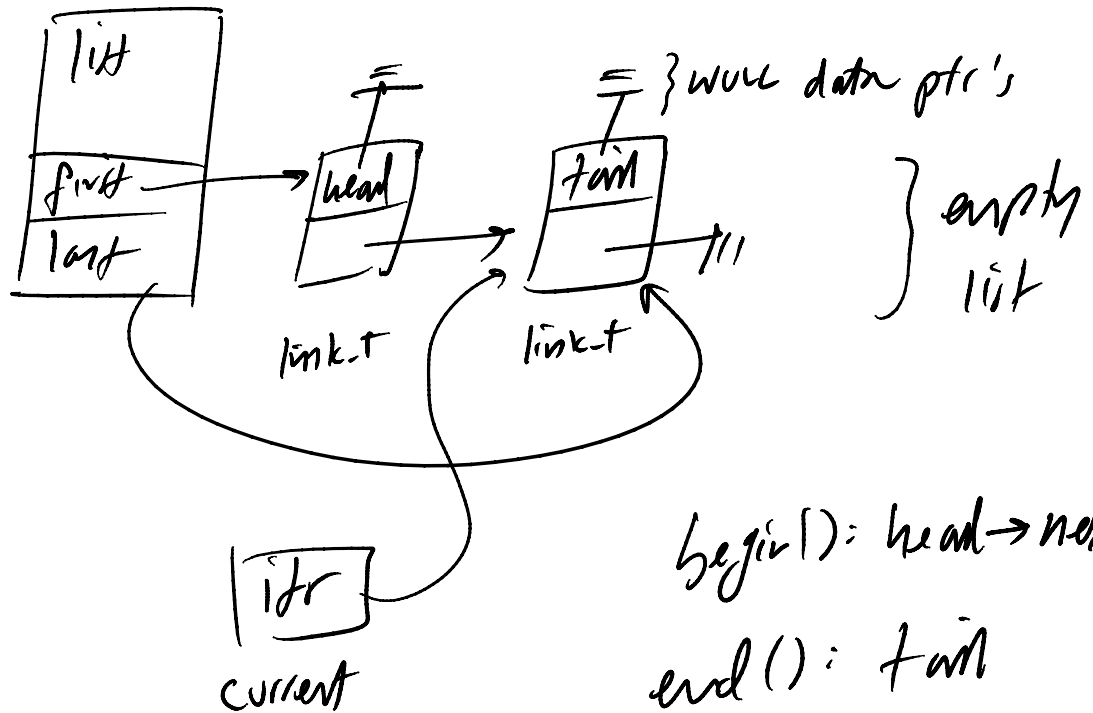 list
first
last
head
tail
} NULL data ptr's
empty
list
link_t
link_t
itr
current
begin(): head → ne
end(): tail